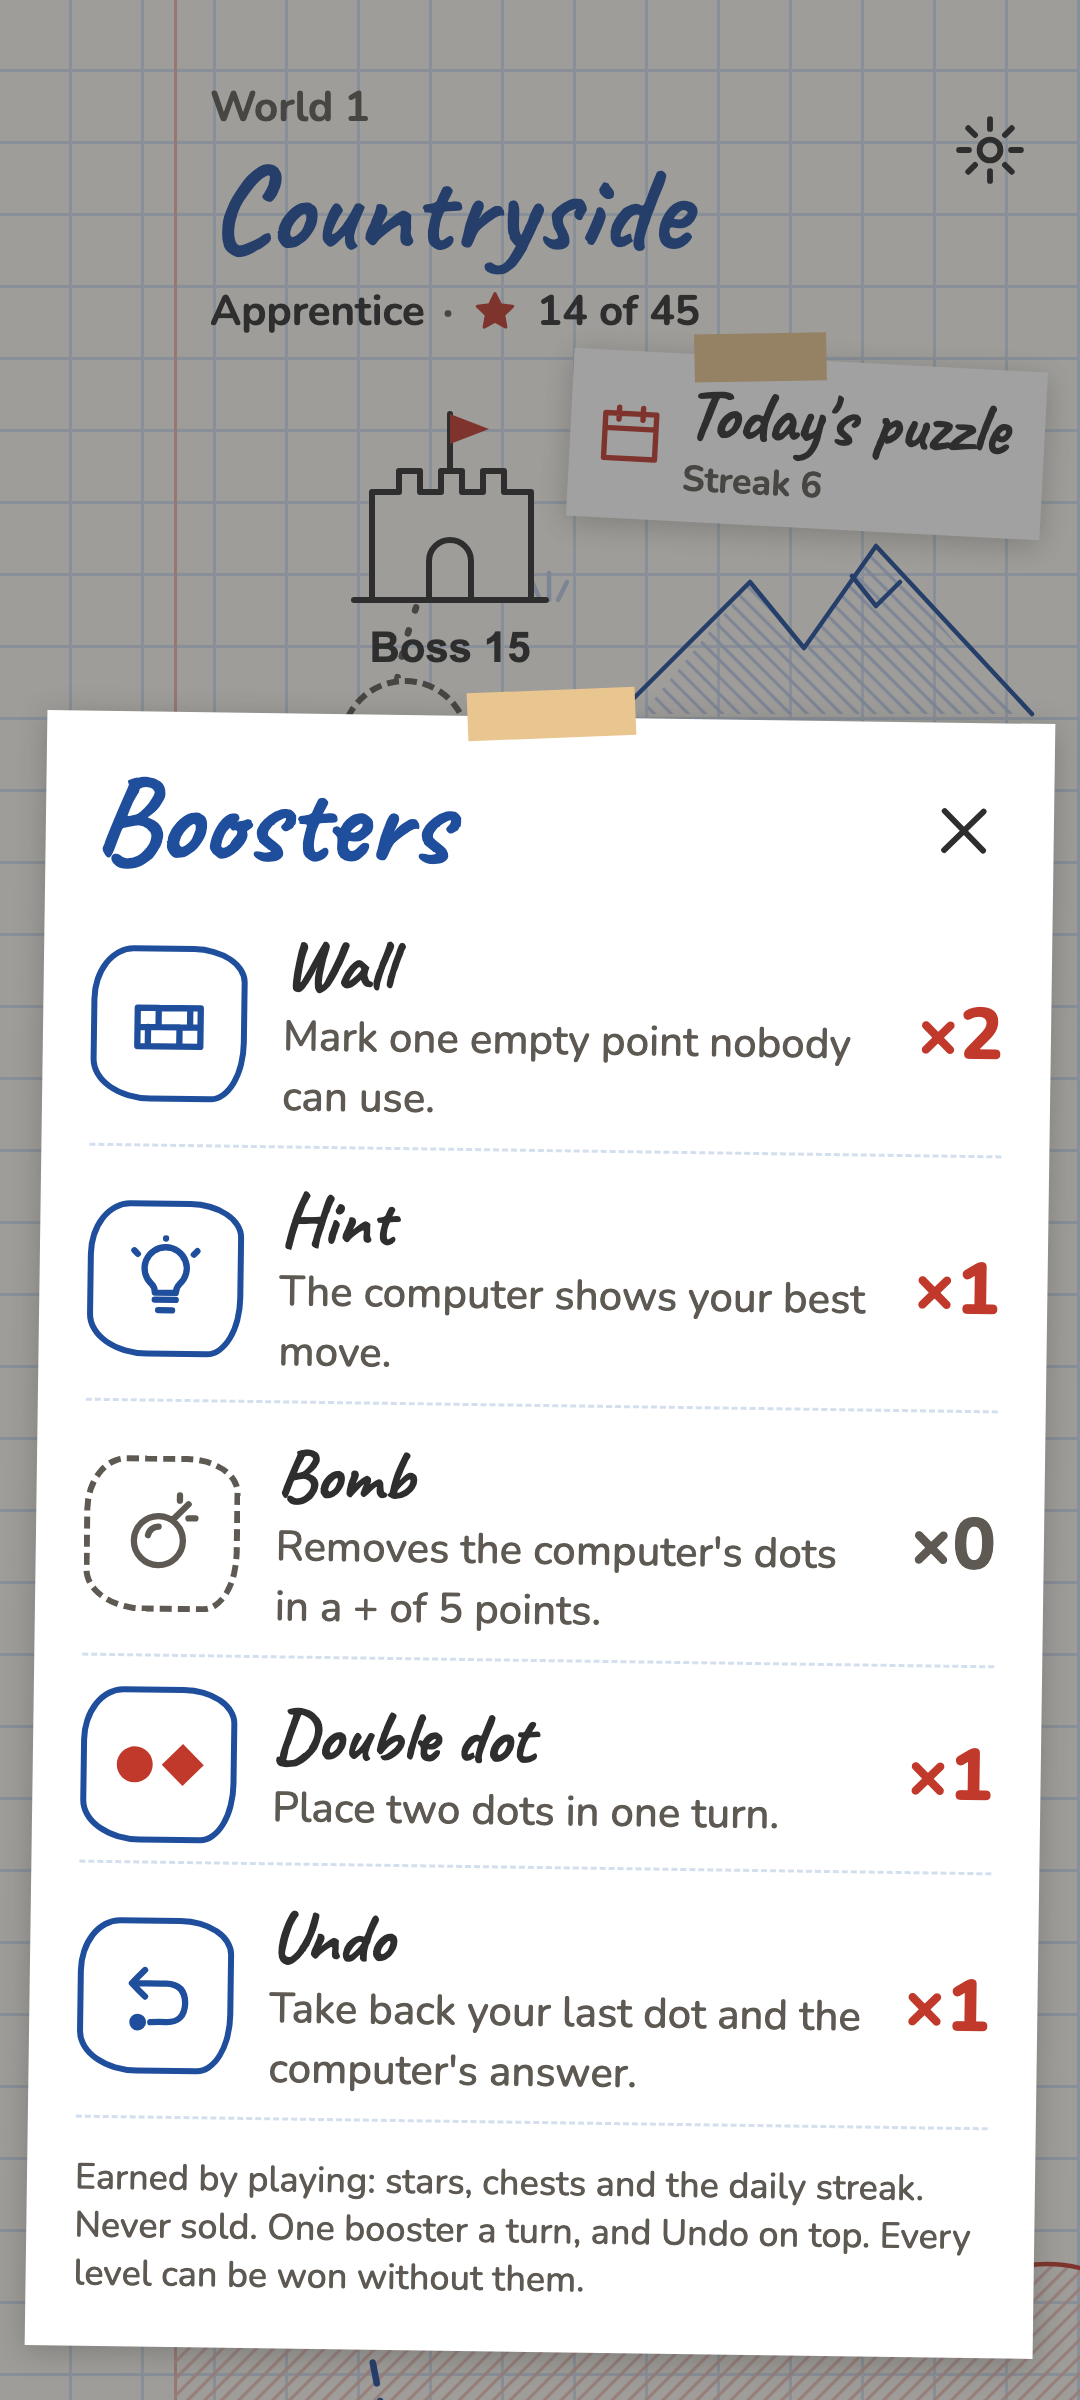 World 1
Countryside
Apprentice · 14 of 45
Today's puzzle
Streak 6
Boss 15
Boosters
Wall
Mark one empty point nobody
can use.
×2
Hint
The computer shows your best
move.
×1
Bomb
Removes the computer's dots
in a + of 5 points.
×0
Double dot
Place two dots in one turn.
×1
Undo
Take back your last dot and the
computer's answer.
×1
Earned by playing: stars, chests and the daily streak.
Never sold. One booster a turn, and Undo on top. Every
level can be won without them.